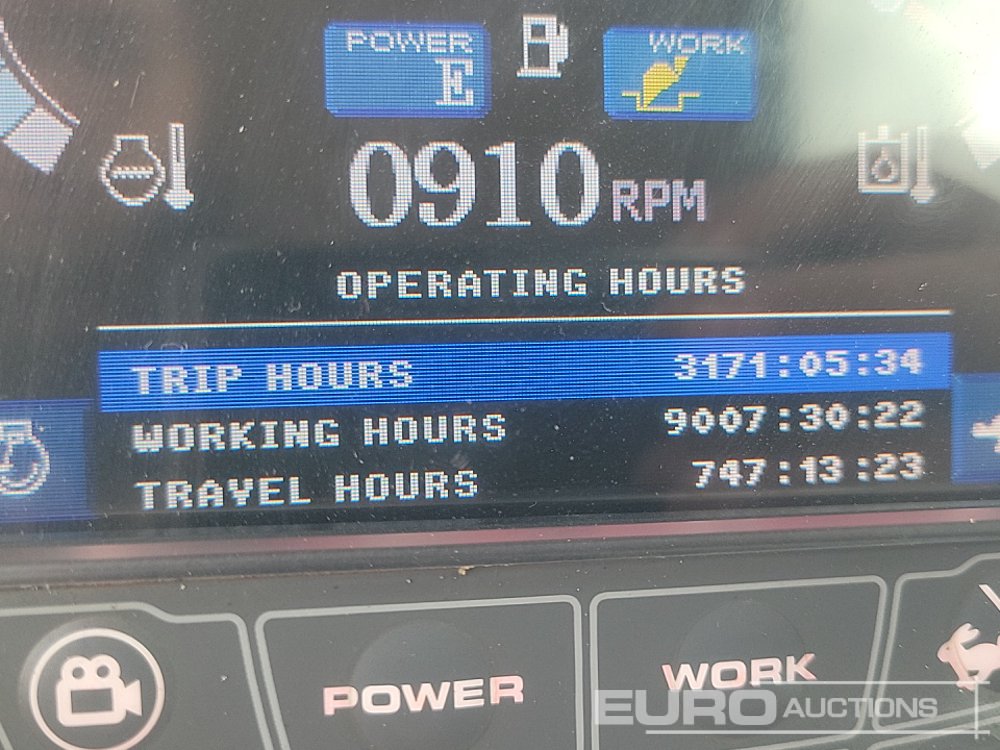 POWER
E
WORK
0910 RPM
OPERATING HOURS
TRIP HOURS 3171:05:34
WORKING HOURS 9007:30:22
TRAVEL HOURS 747:13:23
POWER
WORK
EURO AUCTIONS